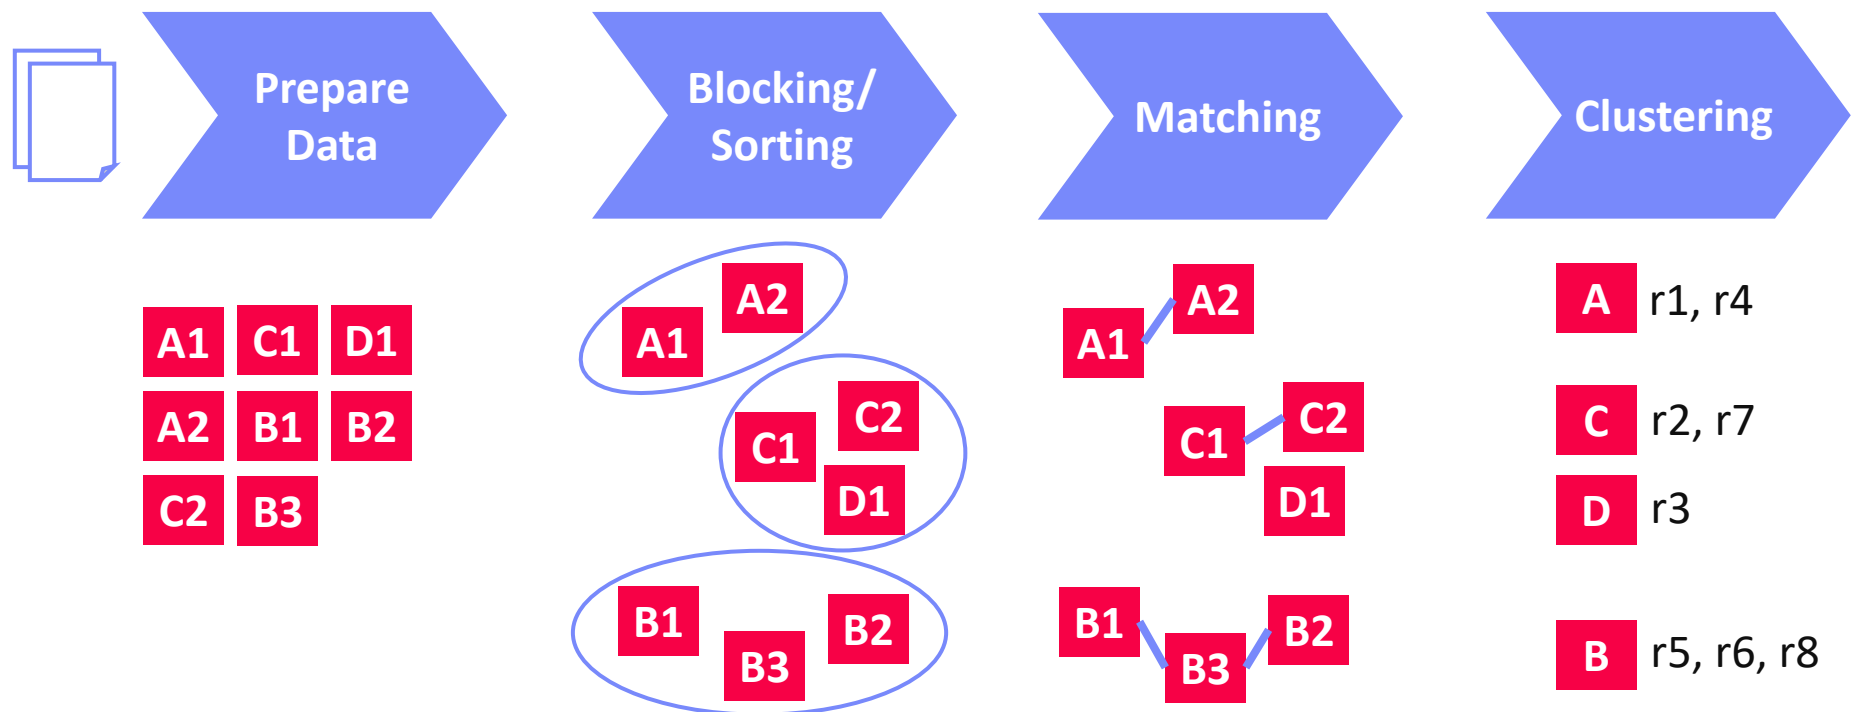 Prepare
Data
Blocking/
Sorting
Matching
Clustering
A1 C1 D1
A2 B1 B2
C2 B3
A2
A1
C2
C1
D1
B1
B2
B3
A2
A1
C2
C1
D1
B1
B2
B3
A r1, r4
C r2, r7
D r3
B r5, r6, r8